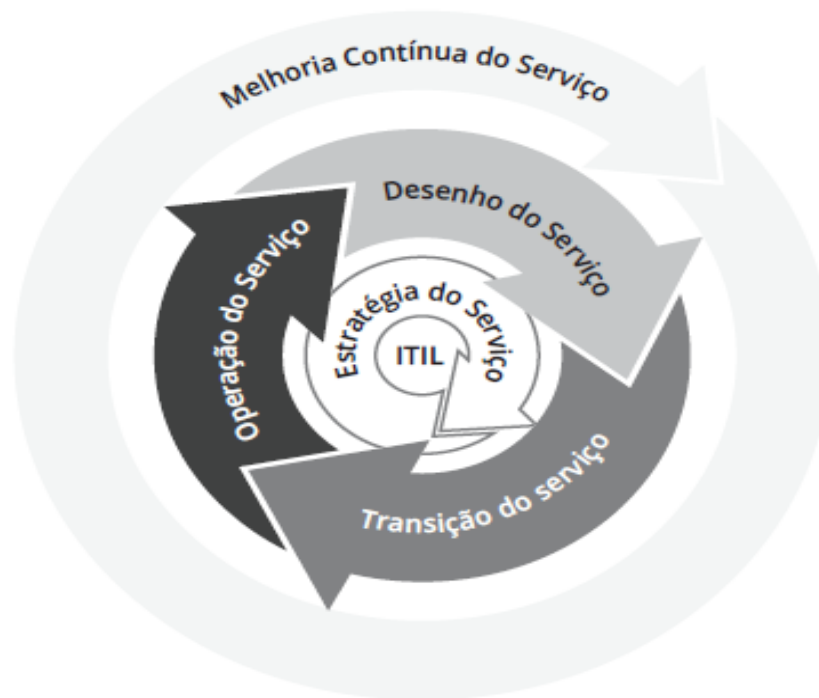 Melhoria Contínua do Serviço
Desenho do Serviço
Operação do Serviço
Estratégia do Serviço
ITIL
Transição do serviço